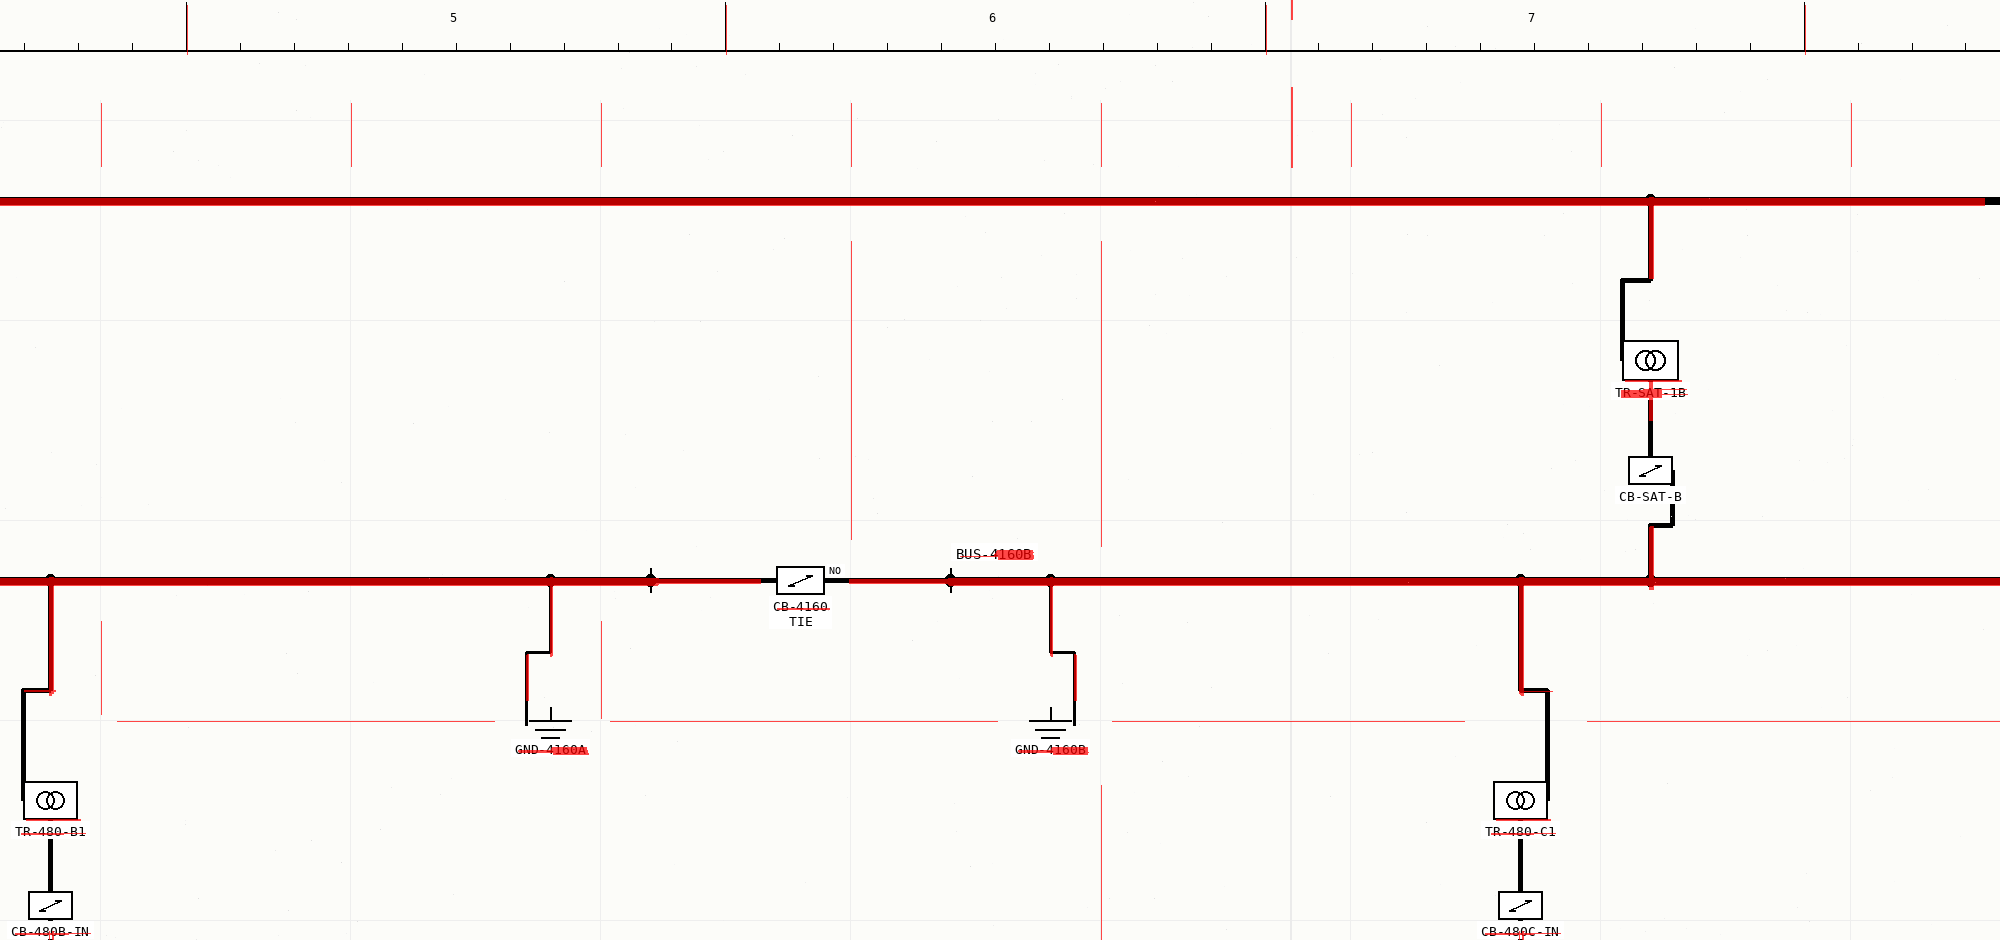 5 6 7
TR-SAT-1B
CB-SAT-B
BUS-4160B
NO
CB-4160
TIE
GND-4160A GND-4160B
TR-480-B1 TR-480-C1
CB-480B-IN CB-480C-IN